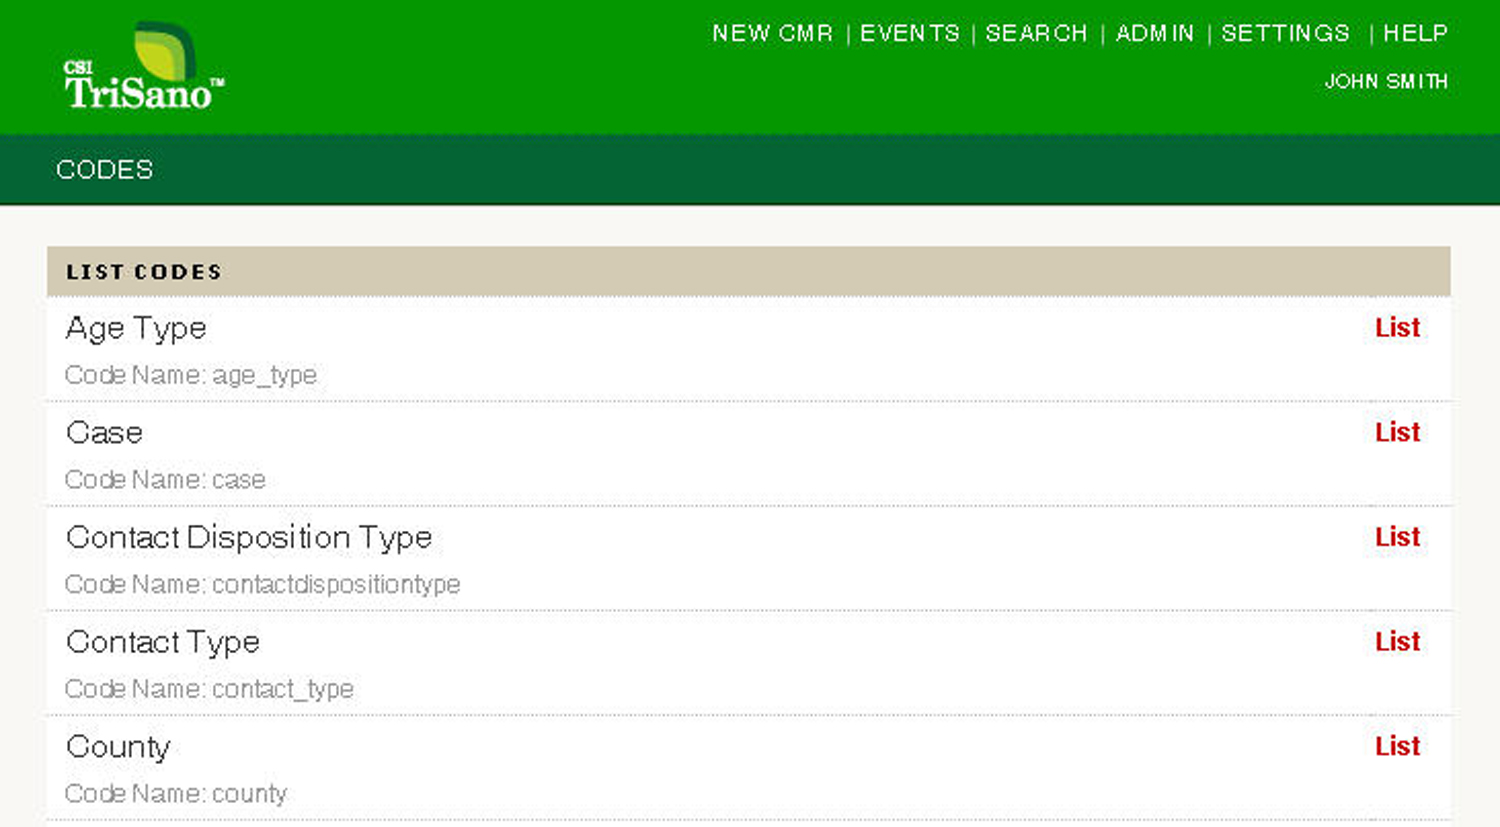 CSI
TriSano™
NEW CMR | EVENTS | SEARCH | ADMIN | SETTINGS | HELP
JOHN SMITH
CODES
LIST CODES
Age Type List
Code Name: age_type
Case List
Code Name: case
Contact Disposition Type List
Code Name: contactdispositiontype
Contact Type List
Code Name: contact_type
County List
Code Name: county